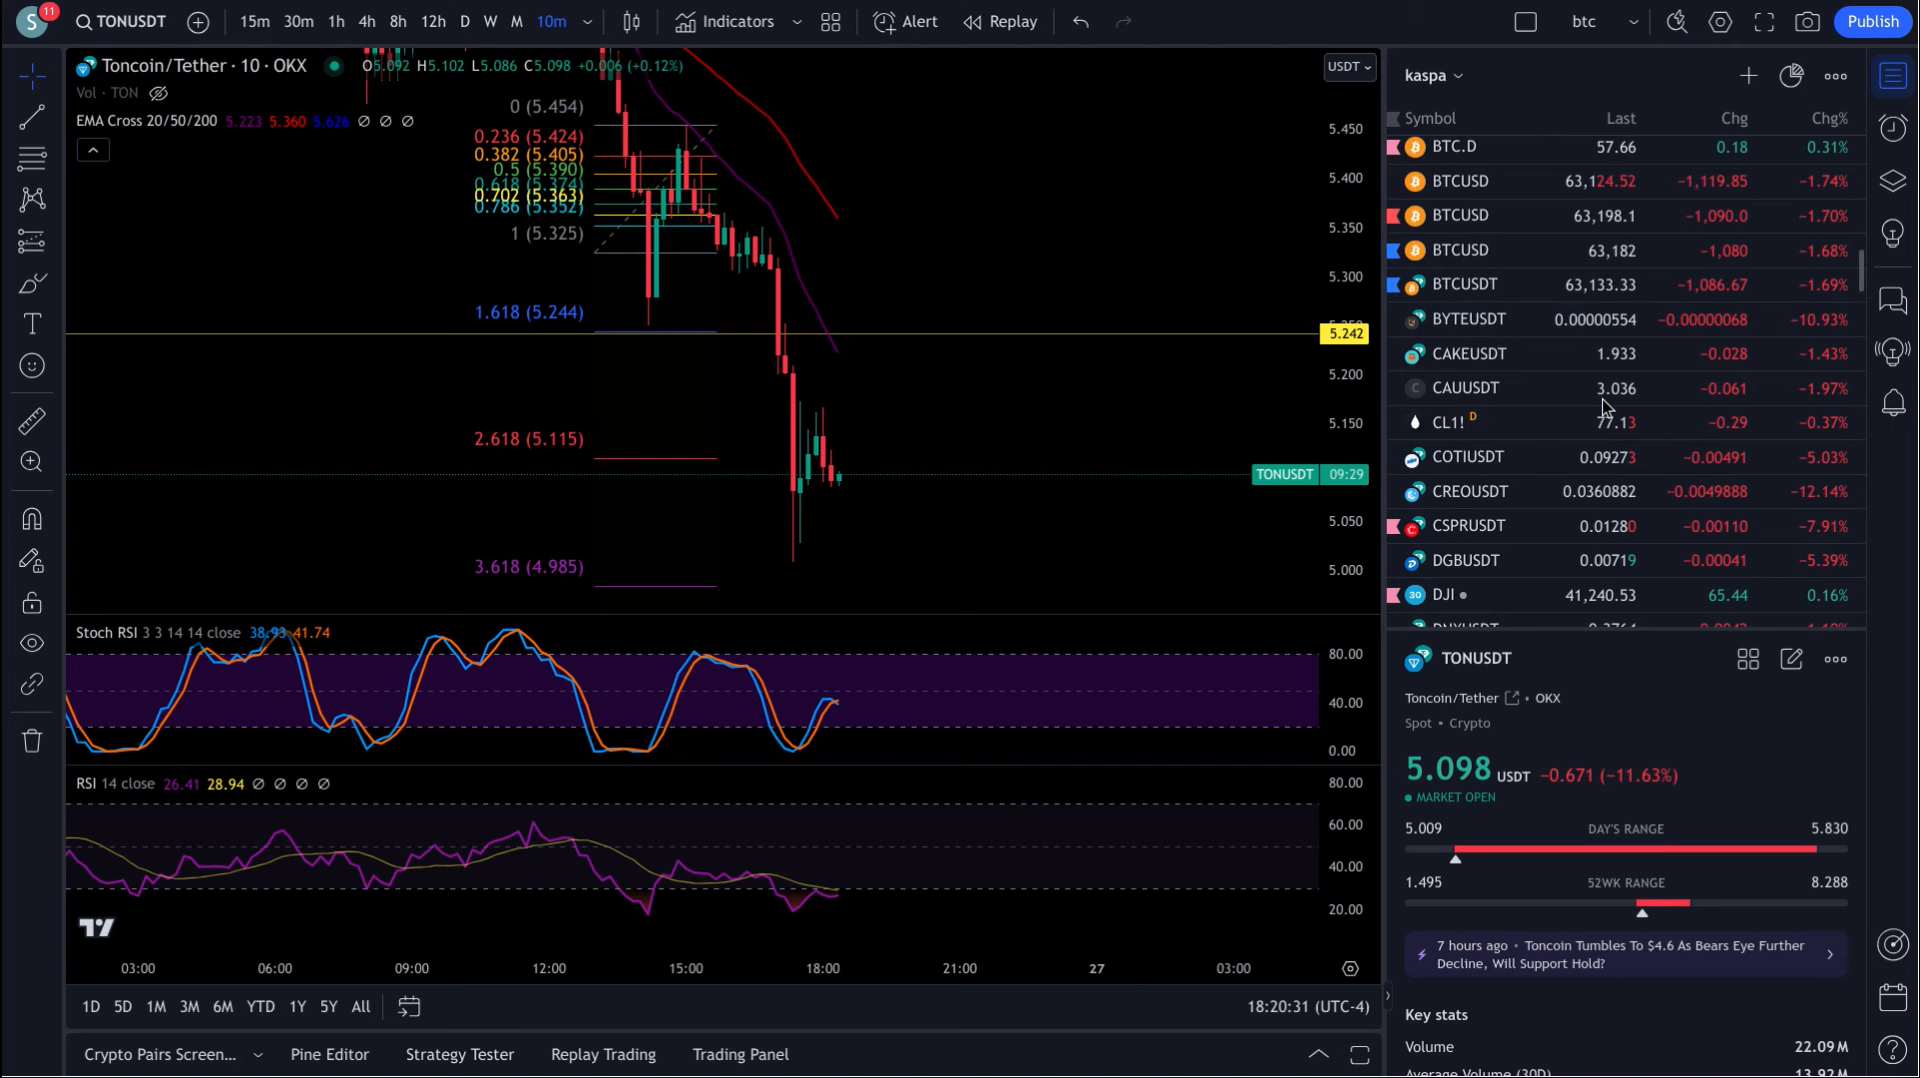 S 11 TONUSDT 15m 30m 1h 4h 8h 12h D W M 10m Indicators Alert Replay btc Publish
Toncoin/Tether · 10 · OKX O5.092 H5.102 L5.086 C5.098 +0.006 (+0.12%) USDT
Vol · TON
EMA Cross 20/50/200 5.223 5.360 5.626 ∅ ∅ ∅
0 (5.454)
0.236 (5.424)
0.382 (5.405)
0.5 (5.390)
0.618 (5.374)
0.702 (5.363)
0.786 (5.352)
1 (5.325)
1.618 (5.244)
2.618 (5.115)
3.618 (4.985)
5.450
5.400
5.350
5.300
5.242
5.200
5.150
TONUSDT 09:29
5.050
5.000
Stoch RSI 3 3 14 14 close 38.93 41.74
80.00
40.00
0.00
RSI 14 close 26.41 28.94 ∅ ∅ ∅ ∅
80.00
60.00
40.00
20.00
03:00 06:00 09:00 12:00 15:00 18:00 21:00 27 03:00
1D 5D 1M 3M 6M YTD 1Y 5Y All 18:20:31 (UTC-4)
Crypto Pairs Screen... Pine Editor Strategy Tester Replay Trading Trading Panel
kaspa
Symbol Last Chg Chg%
BTC.D 57.66 0.18 0.31%
BTCUSD 63,124.52 −1,119.85 −1.74%
BTCUSD 63,198.1 −1,090.0 −1.70%
BTCUSD 63,182 −1,080 −1.68%
BTCUSDT 63,133.33 −1,086.67 −1.69%
BYTEUSDT 0.00000554 −0.00000068 −10.93%
CAKEUSDT 1.933 −0.028 −1.43%
C CAUUSDT 3.036 −0.061 −1.97%
CL1! D 77.13 −0.29 −0.37%
COTIUSDT 0.09273 −0.00491 −5.03%
CREOUSDT 0.0360882 −0.0049888 −12.14%
CSPRUSDT 0.01280 −0.00110 −7.91%
DGBUSDT 0.00719 −0.00041 −5.39%
30 DJI 41,240.53 65.44 0.16%
TONUSDT
Toncoin/Tether • OKX
Spot • Crypto
5.098 USDT −0.671 (−11.63%)
MARKET OPEN
5.009 DAY'S RANGE 5.830
1.495 52WK RANGE 8.288
7 hours ago • Toncoin Tumbles To $4.6 As Bears Eye Further
Decline, Will Support Hold?
Key stats
Volume 22.09M